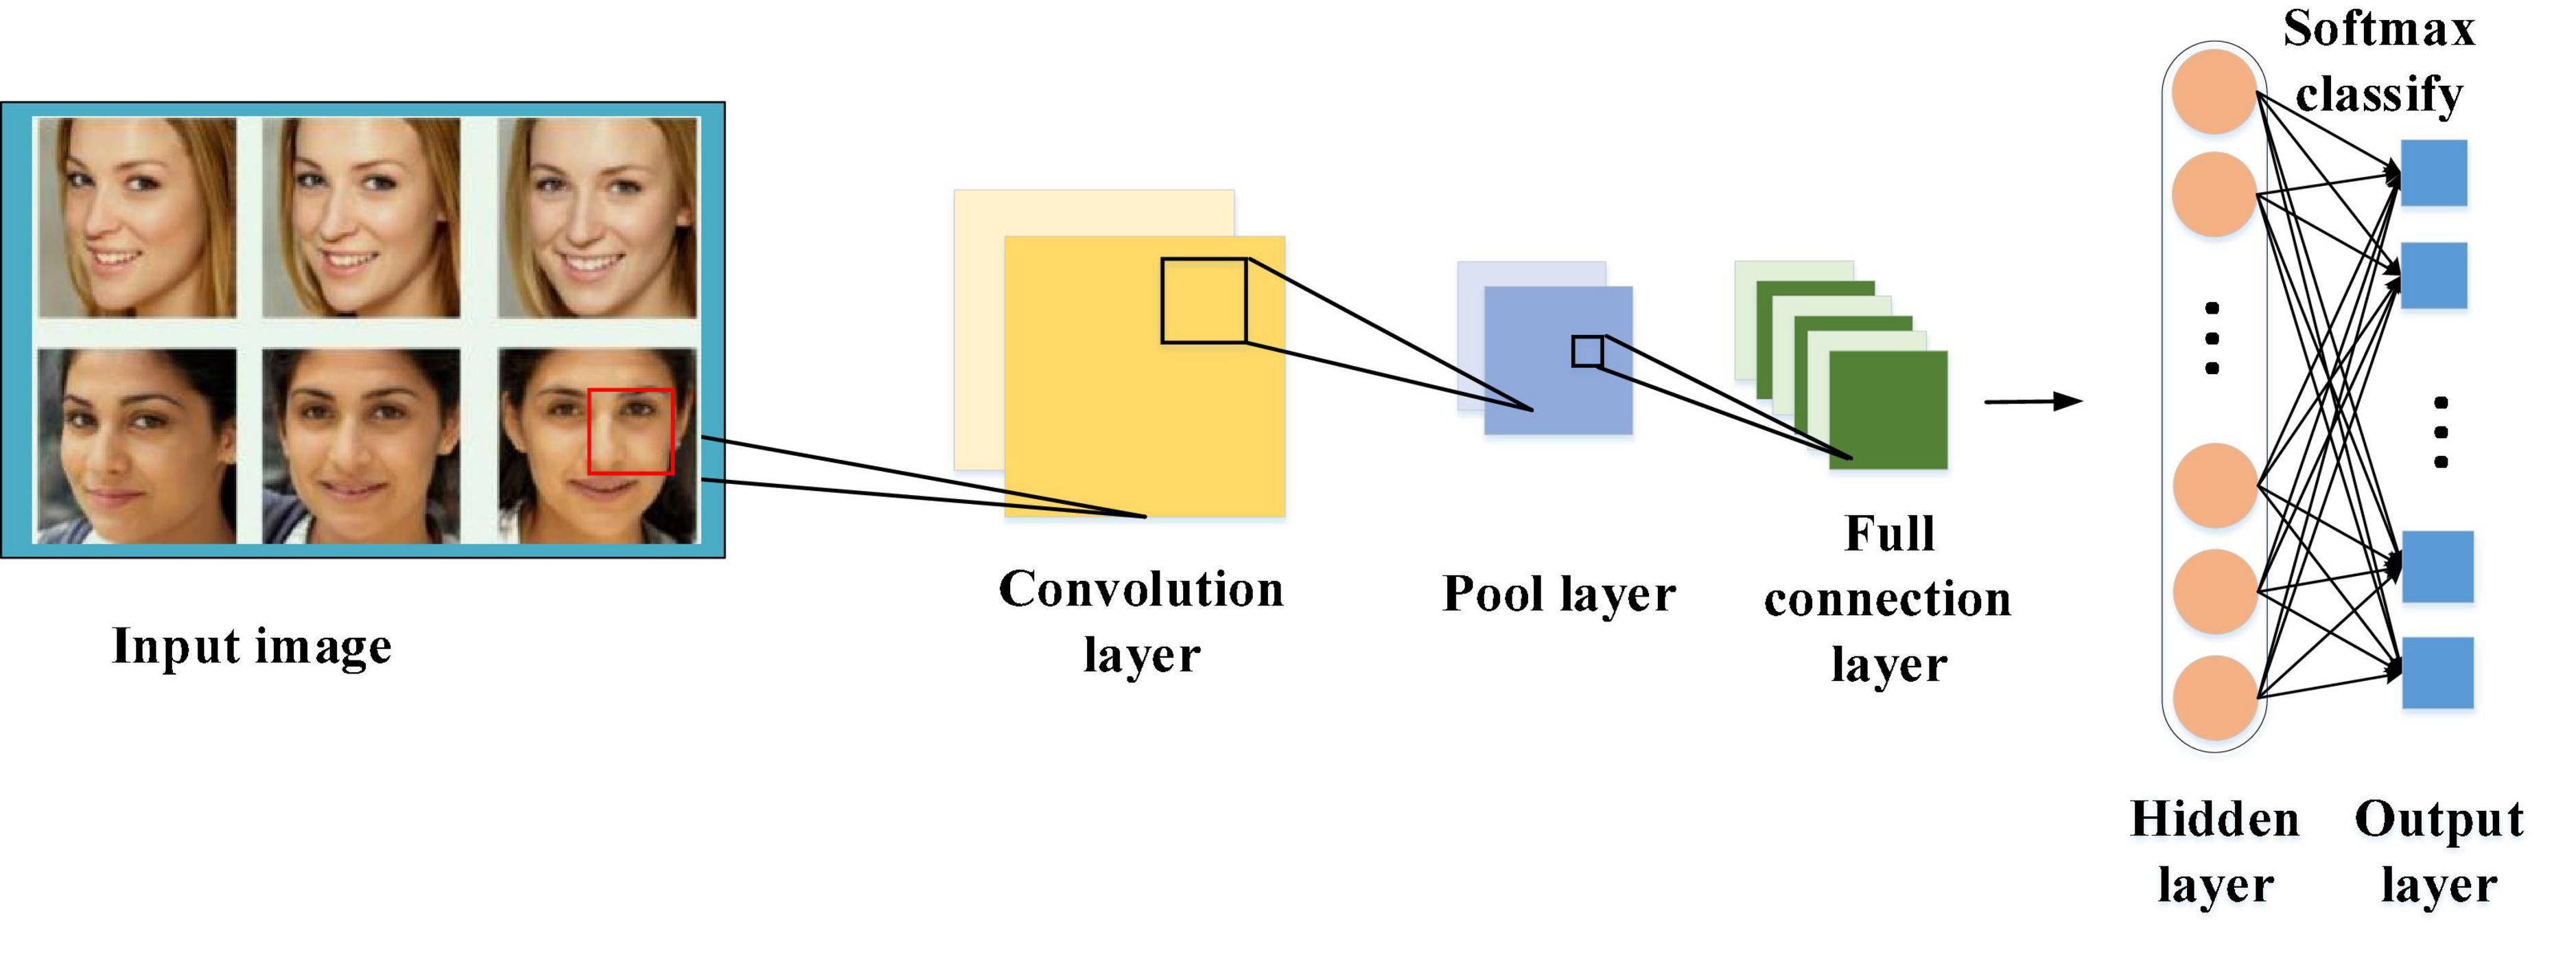 Input image
Convolution
layer
Pool layer
Full
connection
layer
Softmax
classify
Hidden
layer
Output
layer